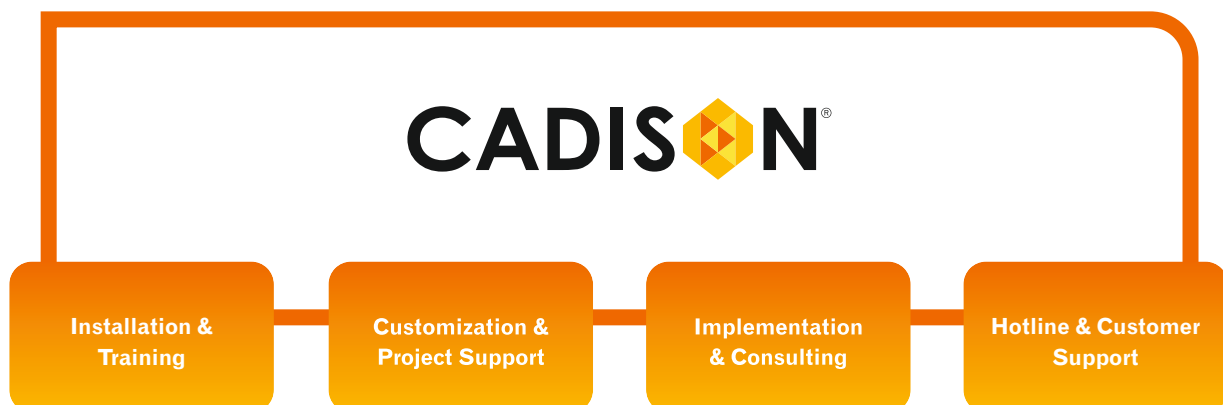 CADISON®
Installation &
Training
Customization &
Project Support
Implementation
& Consulting
Hotline & Customer
Support